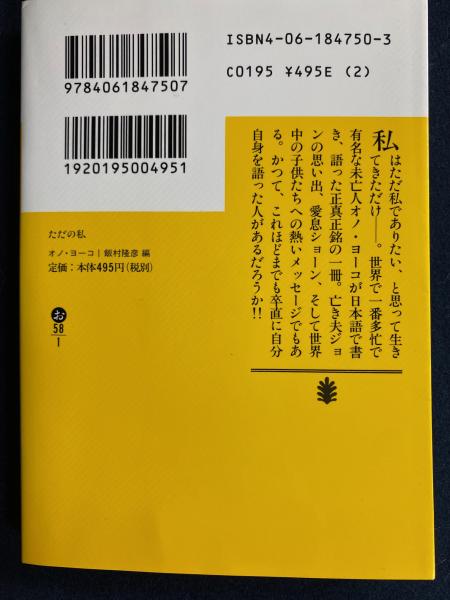 ISBN4-06-184750-3
C0195 ¥495E (2)
9784061847507
1920195004951
ただの私
オノ・ヨーコ|飯村隆彦 編
定価:本体495円(税別)
お
58
1
私はただ私でありたい、と思って生き
てきただけ——。世界で一番多忙で
有名な未亡人オノ・ヨーコが日本語で書
き、語った正真正銘の一冊。亡き夫ジョ
ンの思い出、愛息ショーン、そして世界
中の子供たちへの熱いメッセージでもあ
る。かつて、これほどまでも卒直に自分
自身を語った人があるだろうか!!